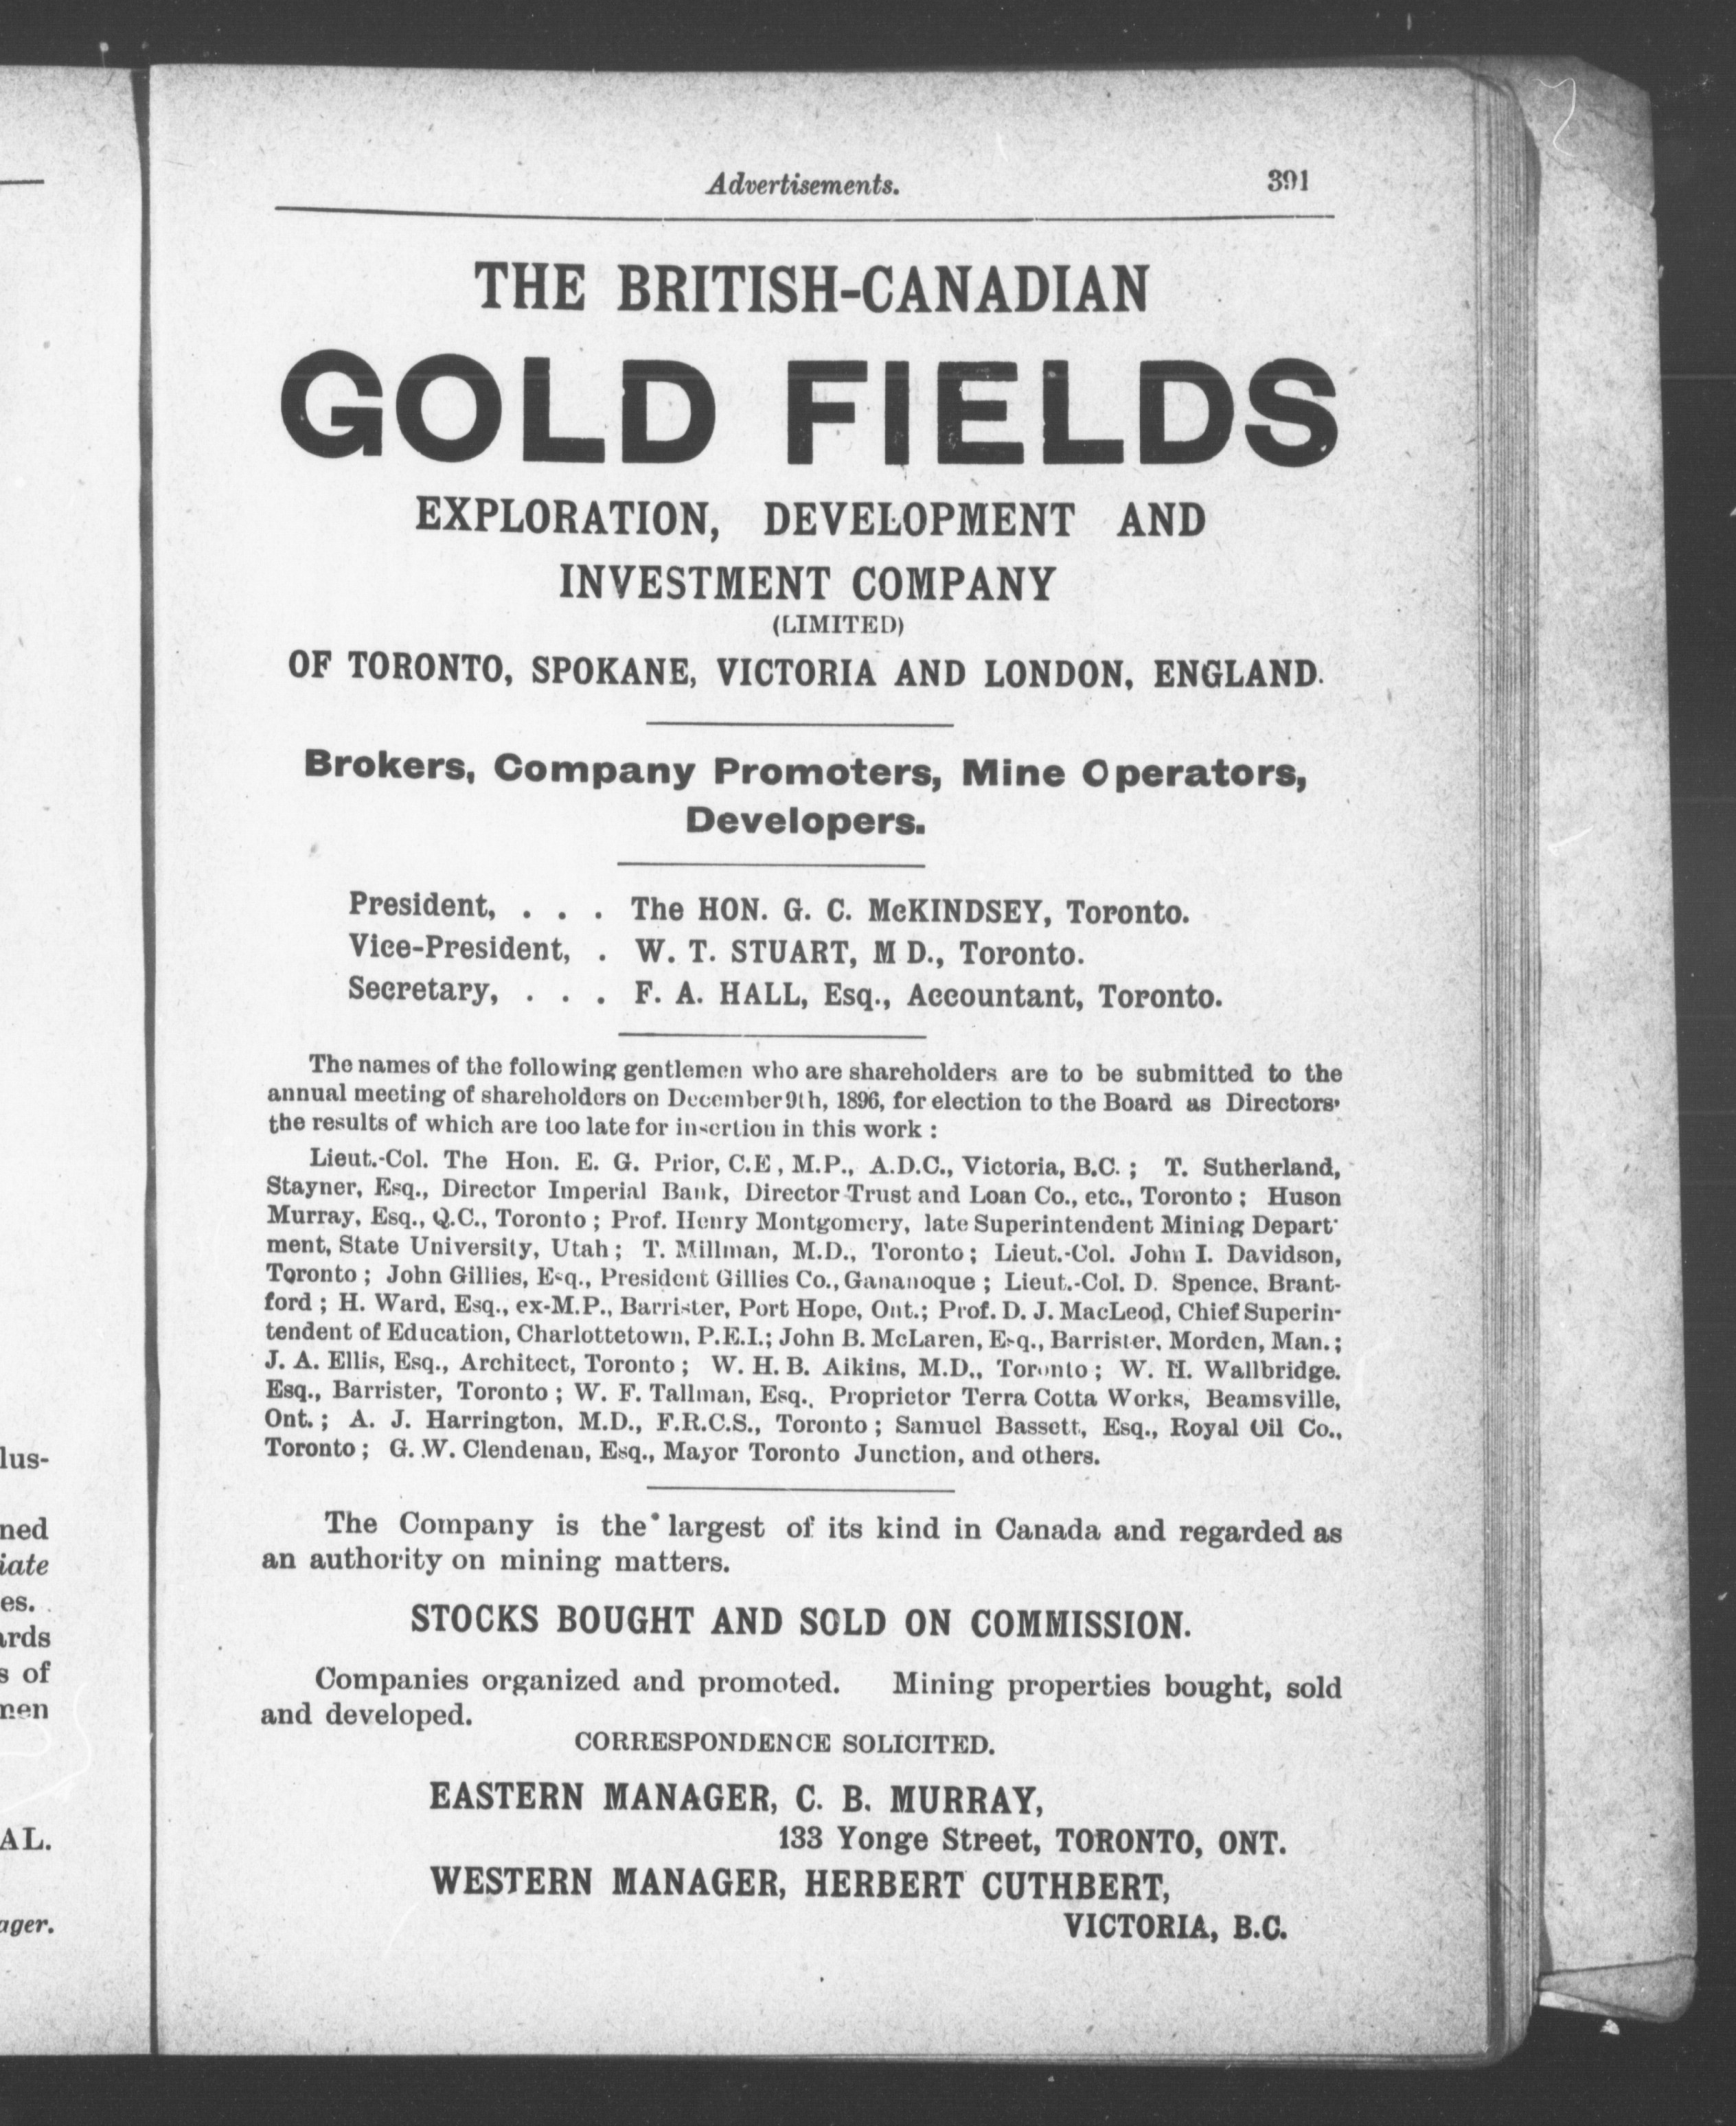 Advertisements. 391
THE BRITISH-CANADIAN
GOLD FIELDS
EXPLORATION, DEVELOPMENT AND
INVESTMENT COMPANY
(LIMITED)
OF TORONTO, SPOKANE, VICTORIA AND LONDON, ENGLAND.
Brokers, Company Promoters, Mine Operators,
Developers.
President, . . . The HON. G. C. McKINDSEY, Toronto.
Vice-President, . W. T. STUART, M D., Toronto.
Secretary, . . . F. A. HALL, Esq., Accountant, Toronto.
The names of the following gentlemen who are shareholders are to be submitted to the
annual meeting of shareholders on December 9th, 1896, for election to the Board as Directors,
the results of which are too late for insertion in this work :
Lieut.-Col. The Hon. E. G. Prior, C.E , M.P., A.D.C., Victoria, B.C. ; T. Sutherland,
Stayner, Esq., Director Imperial Bank, Director Trust and Loan Co., etc., Toronto ; Huson
Murray, Esq., Q.C., Toronto ; Prof. Henry Montgomery, late Superintendent Mining Depart-
ment, State University, Utah ; T. Millman, M.D., Toronto ; Lieut.-Col. John I. Davidson,
Toronto ; John Gillies, Esq., President Gillies Co., Gananoque ; Lieut.-Col. D. Spence, Brant-
ford ; H. Ward, Esq., ex-M.P., Barrister, Port Hope, Ont.; Prof. D. J. MacLeod, Chief Superin-
tendent of Education, Charlottetown, P.E.I.; John B. McLaren, Esq., Barrister, Morden, Man.;
J. A. Ellis, Esq., Architect, Toronto ; W. H. B. Aikins, M.D., Toronto ; W. H. Wallbridge.
Esq., Barrister, Toronto ; W. F. Tallman, Esq., Proprietor Terra Cotta Works, Beamsville,
Ont. ; A. J. Harrington, M.D., F.R.C.S., Toronto ; Samuel Bassett, Esq., Royal Oil Co.,
Toronto ; G. W. Clendenan, Esq., Mayor Toronto Junction, and others.
The Company is the largest of its kind in Canada and regarded as
an authority on mining matters.
STOCKS BOUGHT AND SOLD ON COMMISSION.
Companies organized and promoted. Mining properties bought, sold
and developed.
CORRESPONDENCE SOLICITED.
EASTERN MANAGER, C. B. MURRAY,
133 Yonge Street, TORONTO, ONT.
WESTERN MANAGER, HERBERT CUTHBERT,
VICTORIA, B.C.